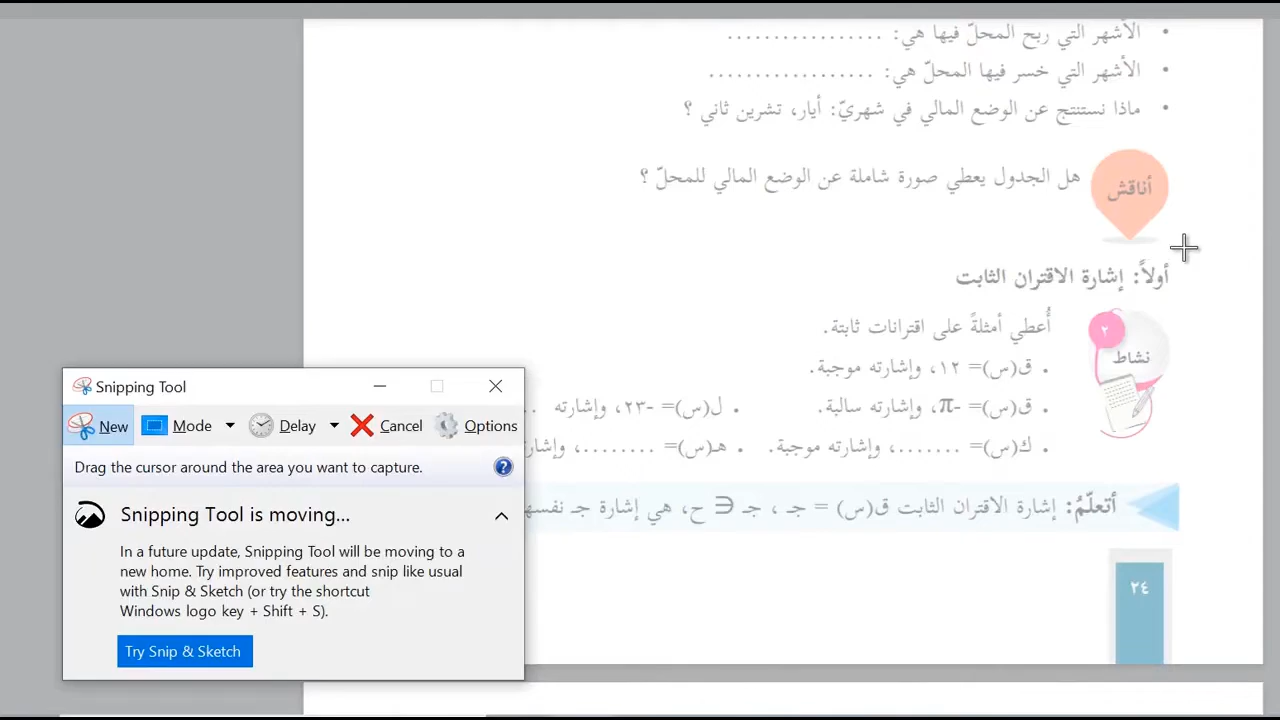 • الأشهر التي ربح المحلّ فيها هي: .................
• الأشهر التي خسر فيها المحلّ هي: ..................
• ماذا نستنتج عن الوضع المالي في شهريّ: أيار، تشرين ثاني ؟
أناقش
هل الجدول يعطي صورة شاملة عن الوضع المالي للمحلّ ؟
أولاً: إشارة الاقتران الثابت
٢
نشاط
أُعطي أمثلةً على اقترانات ثابتة.
. ق(س)= ١٢، وإشارته موجبة.
. ق(س)= -π، وإشارته سالبة. . ل(س)= -٢٣، وإشارته ..
. ك(س)= .......، وإشارته موجبة. . هـ(س)= ........،
أتعلّمُ: إشارة الاقتران الثابت ق(س) = جـ ، جـ ∈ ح، هي إشارة جـ
٢٤
Snipping Tool
New Mode Delay Cancel Options
Drag the cursor around the area you want to capture.
?
Snipping Tool is moving...
In a future update, Snipping Tool will be moving to a
new home. Try improved features and snip like usual
with Snip & Sketch (or try the shortcut
Windows logo key + Shift + S).
Try Snip & Sketch